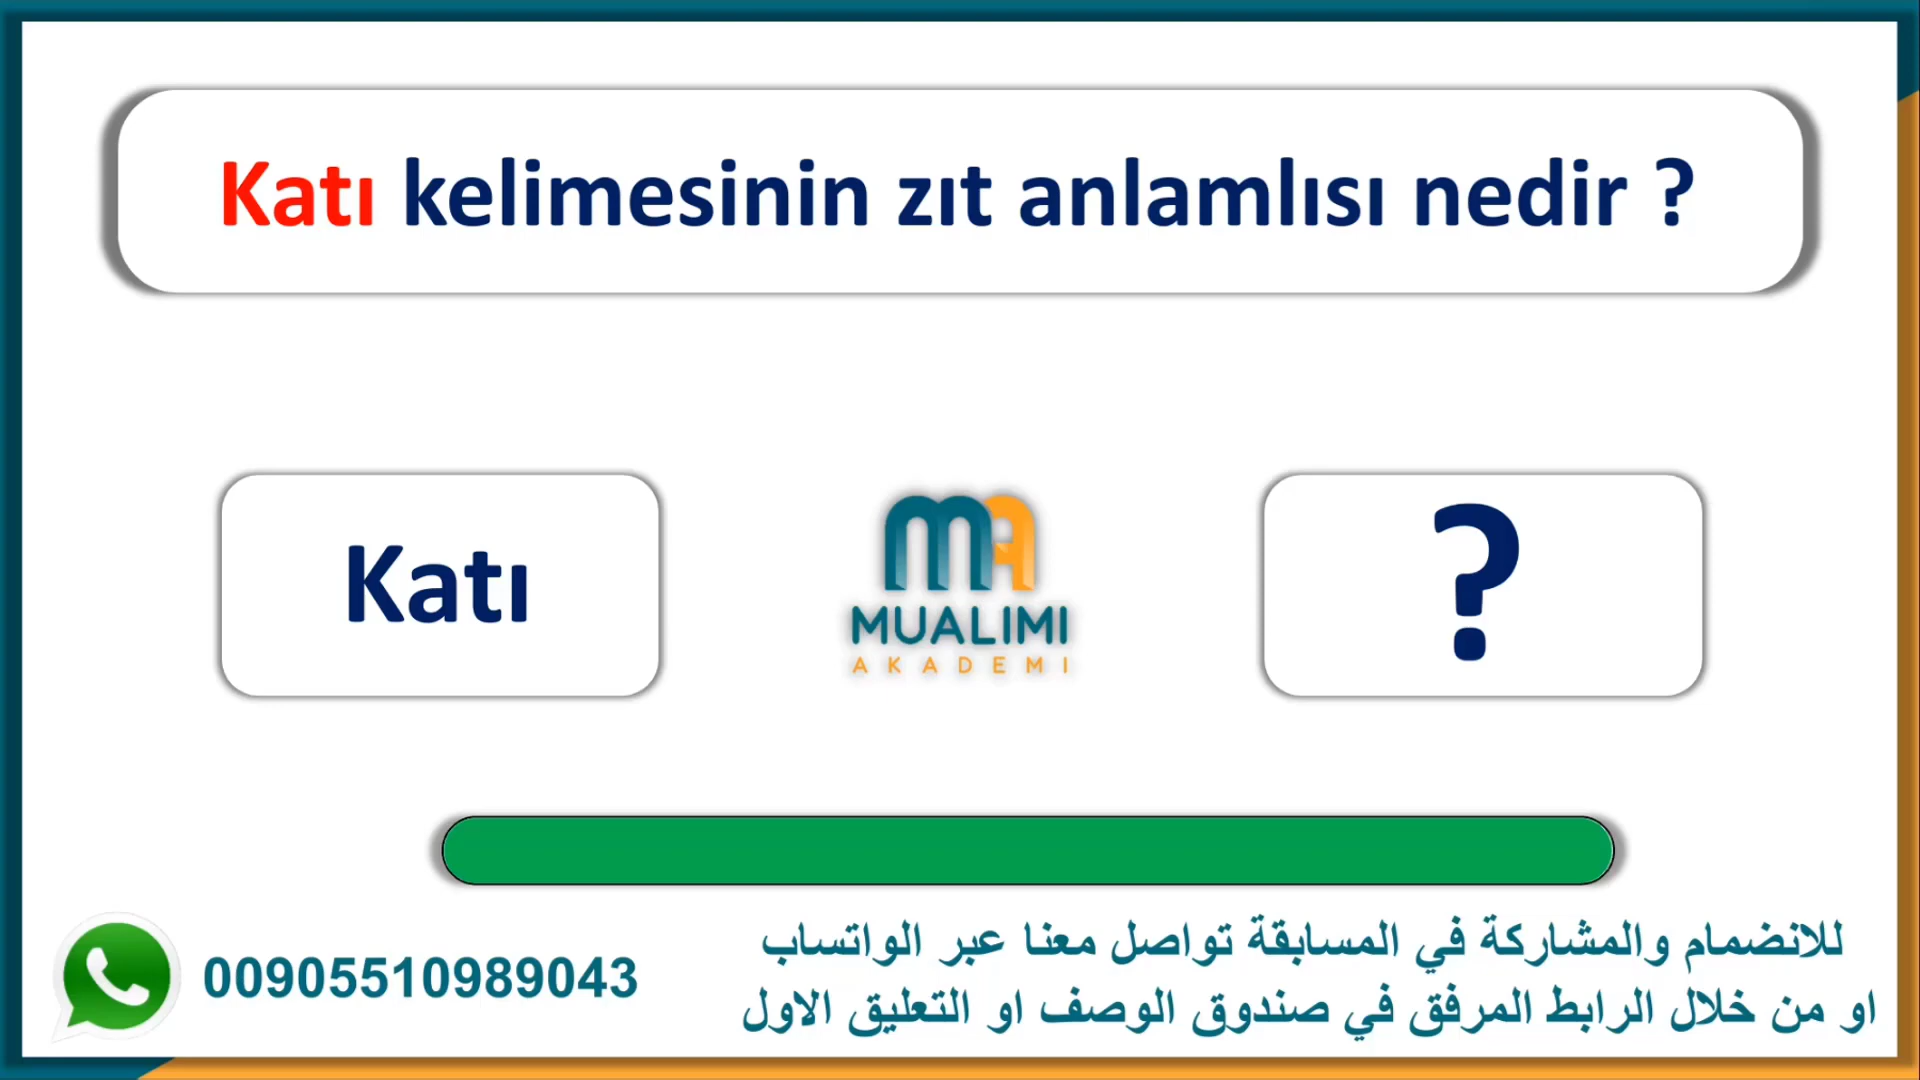 Katı kelimesinin zıt anlamlısı nedir ?
Katı
MUALIMI
AKADEMI
?
للانضمام والمشاركة في المسابقة تواصل معنا عبر الواتساب
او من خلال الرابط المرفق في صندوق الوصف او التعليق الاول
00905510989043